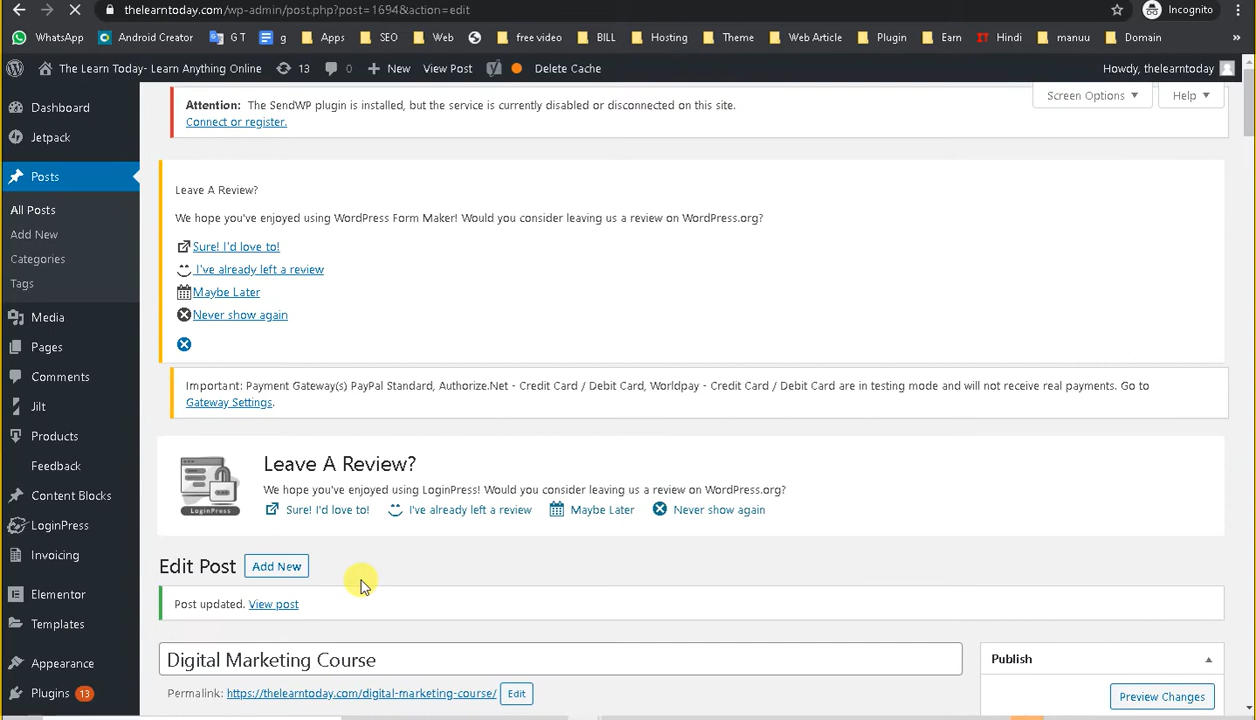 thelearntoday.com/wp-admin/post.php?post=1694&action=edit
Incognito
WhatsApp Android Creator G T g Apps SEO Web free video BILL Hosting Theme Web Article Plugin Earn Hindi manuu Domain »
The Learn Today- Learn Anything Online 13 0 New View Post Delete Cache Howdy, thelearntoday
Screen Options Help
Dashboard
Jetpack
Posts
All Posts
Add New
Categories
Tags
Media
Pages
Comments
Jilt
Products
Feedback
Content Blocks
LoginPress
Invoicing
Elementor
Templates
Appearance
Plugins 13
Attention: The SendWP plugin is installed, but the service is currently disabled or disconnected on this site.
Connect or register.
Leave A Review?
We hope you've enjoyed using WordPress Form Maker! Would you consider leaving us a review on WordPress.org?
Sure! I'd love to!
I've already left a review
Maybe Later
Never show again
Important: Payment Gateway(s) PayPal Standard, Authorize.Net - Credit Card / Debit Card, Worldpay - Credit Card / Debit Card are in testing mode and will not receive real payments. Go to
Gateway Settings.
LoginPress
Leave A Review?
We hope you've enjoyed using LoginPress! Would you consider leaving us a review on WordPress.org?
Sure! I'd love to! I've already left a review Maybe Later Never show again
Edit Post Add New
Post updated. View post
Digital Marketing Course
Permalink: https://thelearntoday.com/digital-marketing-course/ Edit
Publish
Preview Changes